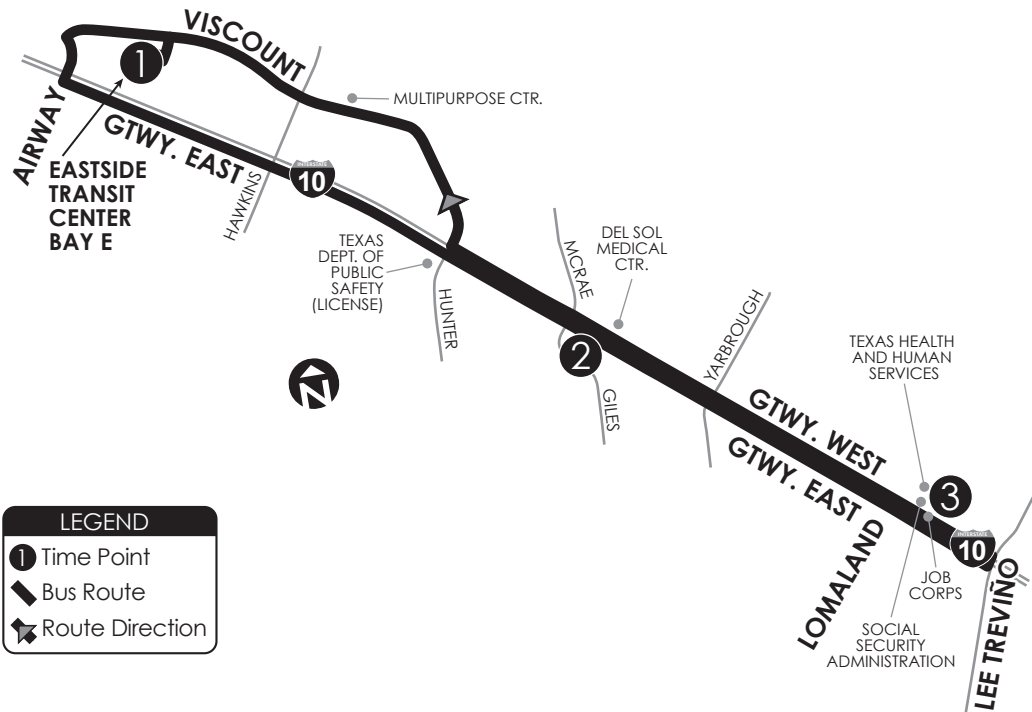 VISCOUNT
1
MULTIPURPOSE CTR.
AIRWAY
GTWY. EAST
EASTSIDE
TRANSIT
CENTER
BAY E
HAWKINS
INTERSTATE
10
TEXAS
DEPT. OF
PUBLIC
SAFETY
(LICENSE)
HUNTER
MCRAE
DEL SOL
MEDICAL
CTR.
2
GILES
YARBROUGH
TEXAS HEALTH
AND HUMAN
SERVICES
GTWY. WEST
GTWY. EAST
3
LOMALAND
INTERSTATE
10
JOB
CORPS
SOCIAL
SECURITY
ADMINISTRATION
LEE TREVIÑO
N
LEGEND
1 Time Point
Bus Route
Route Direction